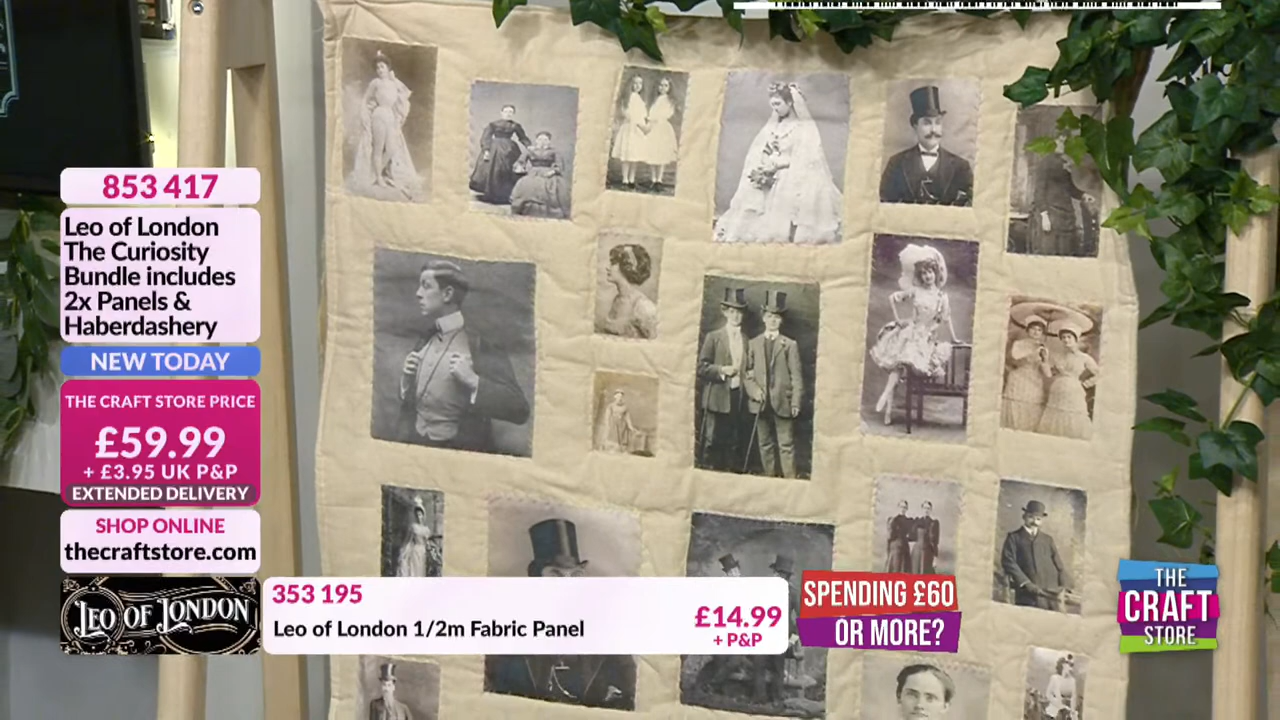 853 417
Leo of London
The Curiosity
Bundle includes
2x Panels &
Haberdashery
NEW TODAY
THE CRAFT STORE PRICE
£59.99
+ £3.95 UK P&P
EXTENDED DELIVERY
SHOP ONLINE
thecraftstore.com
LEO OF LONDON
353 195
Leo of London 1/2m Fabric Panel
£14.99
+ P&P
SPENDING £60
OR MORE?
THE
CRAFT
STORE